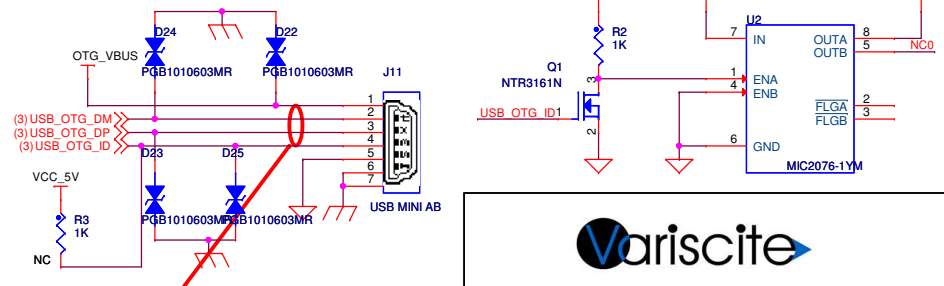 D24
D22
OTG_VBUS
PGB1010603MR
PGB1010603MR
J11
1
(3) USB_OTG_DM
2
(3) USB_OTG_DP
3
(3) USB_OTG_ID
4
D23
D25
5
6
7
VCC_5V
PGB1010603MR
PGB1010603MR
USB MINI AB
R3
1K
NC
R2
1K
Q1
NTR3161N
3
USB_OTG_ID
1
2
U2
7
IN
OUTA
8
OUTB
5
NC0
1
ENA
4
ENB
FLGA
2
FLGB
3
6
GND
MIC2076-1YM
Variscite